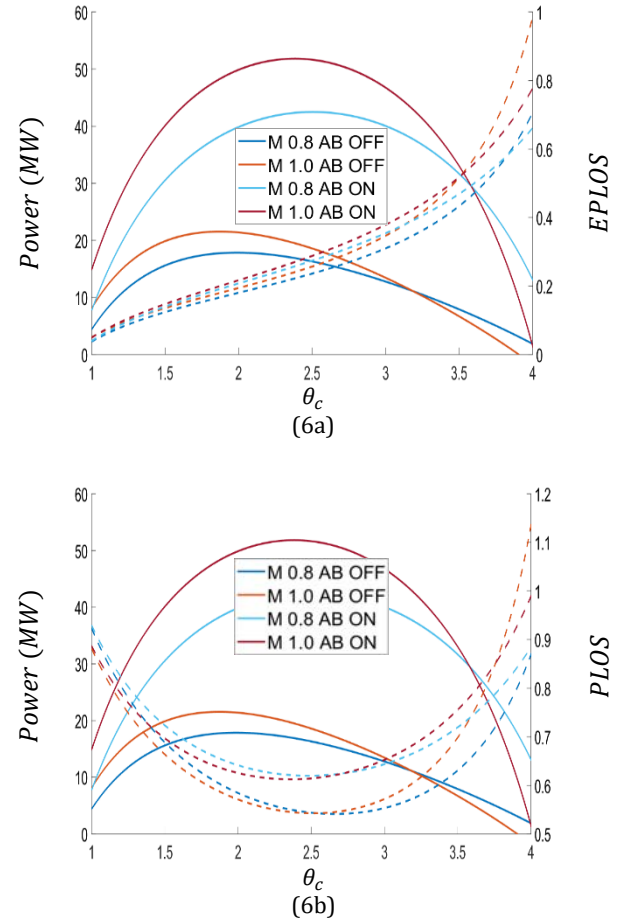 60
50
40
30
20
10
0
Power (MW)
1
0.8
0.6
0.4
0.2
0
EPLOS
M 0.8 AB OFF
M 1.0 AB OFF
M 0.8 AB ON
M 1.0 AB ON
1
1.5
2
2.5
3
3.5
4
θc
(6a)
60
50
40
30
20
10
0
Power (MW)
1.2
1.1
1
0.9
0.8
0.7
0.6
0.5
PLOS
M 0.8 AB OFF
M 1.0 AB OFF
M 0.8 AB ON
M 1.0 AB ON
1
1.5
2
2.5
3
3.5
4
θc
(6b)